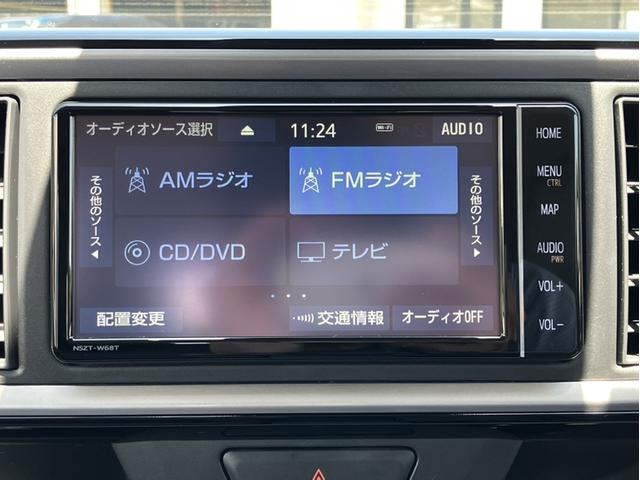 オーディオソース選択
11:24
Wi-Fi
AUDIO
その他のソース
AMラジオ
FMラジオ
その他のソース
CD/DVD
テレビ
配置変更
交通情報
オーディオOFF
NSZT-W68T
HOME
MENU
CTRL
MAP
AUDIO
PWR
VOL+
VOL-